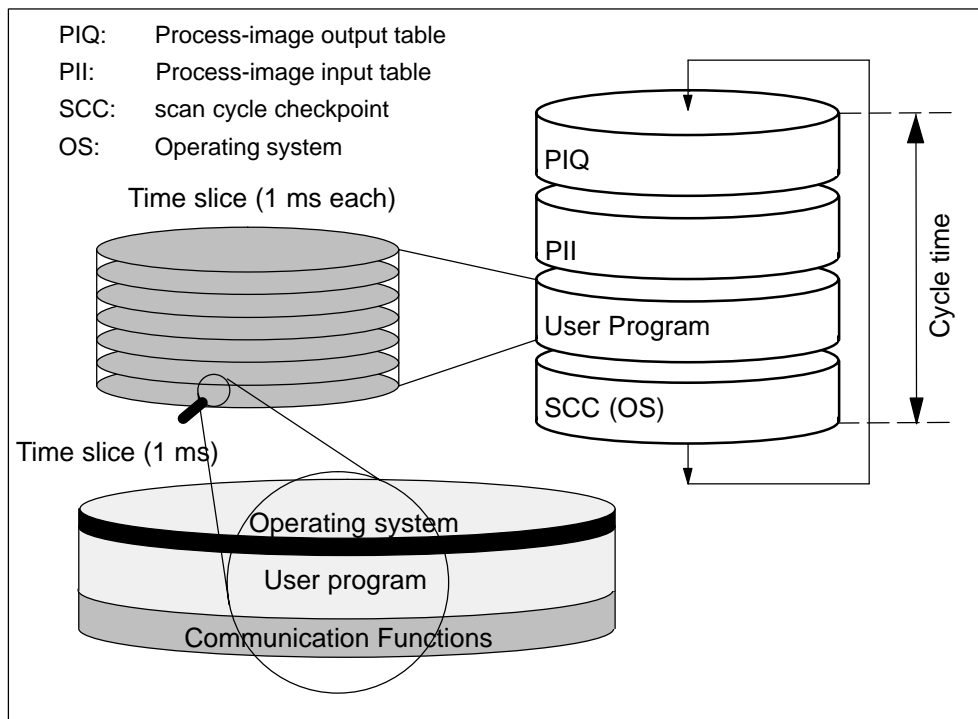 PIQ: Process-image output table
PII: Process-image input table
SCC: scan cycle checkpoint
OS: Operating system
Time slice (1 ms each)
PIQ
PII
User Program
SCC (OS)
Cycle time
Time slice (1 ms)
Operating system
User program
Communication Functions